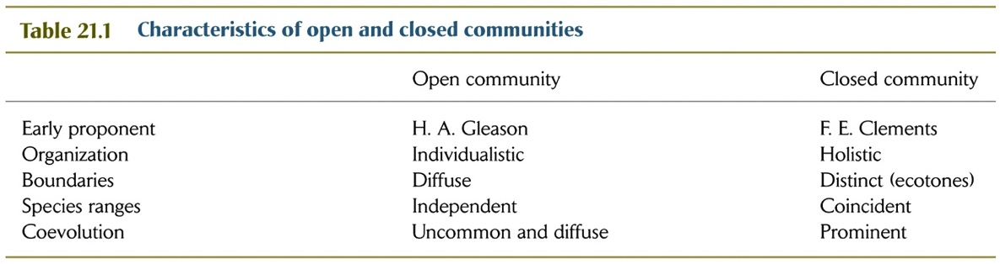 Table 21.1 Characteristics of open and closed communities
Open community Closed community
Early proponent H. A. Gleason F. E. Clements
Organization Individualistic Holistic
Boundaries Diffuse Distinct (ecotones)
Species ranges Independent Coincident
Coevolution Uncommon and diffuse Prominent